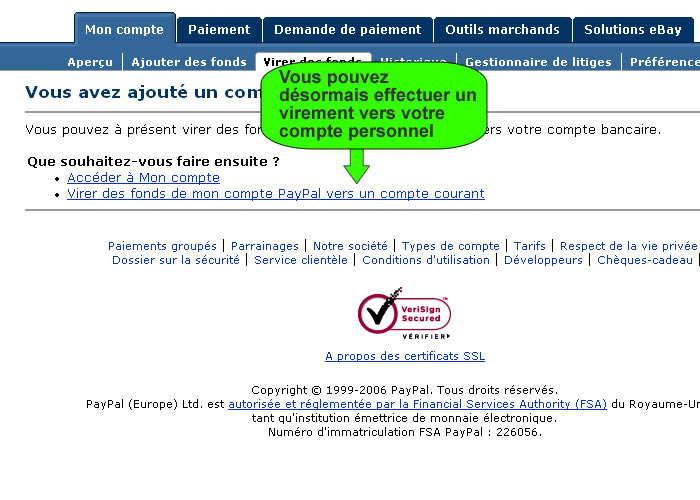 Mon compte Paiement Demande de paiement Outils marchands Solutions eBay
Aperçu Ajouter des fonds Virer des fonds Historique Gestionnaire de litiges Préférence
Vous avez ajouté un com
Vous pouvez
désormais effectuer un
virement vers votre
compte personnel
Vous pouvez à présent virer des fon ers votre compte bancaire.
Que souhaitez-vous faire ensuite ?
• Accéder à Mon compte
• Virer des fonds de mon compte PayPal vers un compte courant
Paiements groupés | Parrainages | Notre société | Types de compte | Tarifs | Respect de la vie privée
Dossier sur la sécurité | Service clientèle | Conditions d'utilisation | Développeurs | Chèques-cadeau |
VeriSign
Secured
VÉRIFIER
A propos des certificats SSL
Copyright © 1999-2006 PayPal. Tous droits réservés.
PayPal (Europe) Ltd. est autorisée et réglementée par la Financial Services Authority (FSA) du Royaume-Un
tant qu'institution émettrice de monnaie électronique.
Numéro d'immatriculation FSA PayPal : 226056.